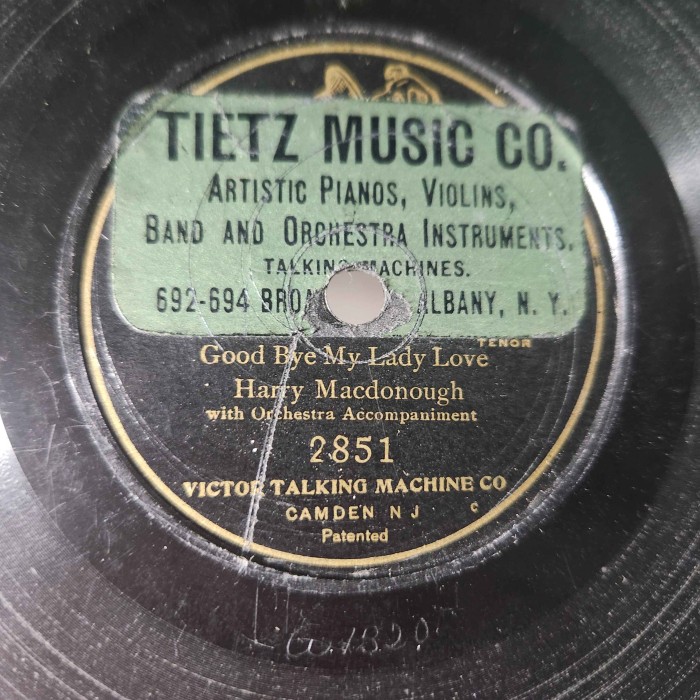 TIETZ MUSIC CO.
ARTISTIC PIANOS, VIOLINS,
BAND AND ORCHESTRA INSTRUMENTS,
TALKING MACHINES.
692-694 ALBANY, N. Y.
TENOR
Good Bye My Lady Love
Harry Macdonough
with Orchestra Accompaniment
2851
VICTOR TALKING MACHINE CO
CAMDEN N J c
Patented